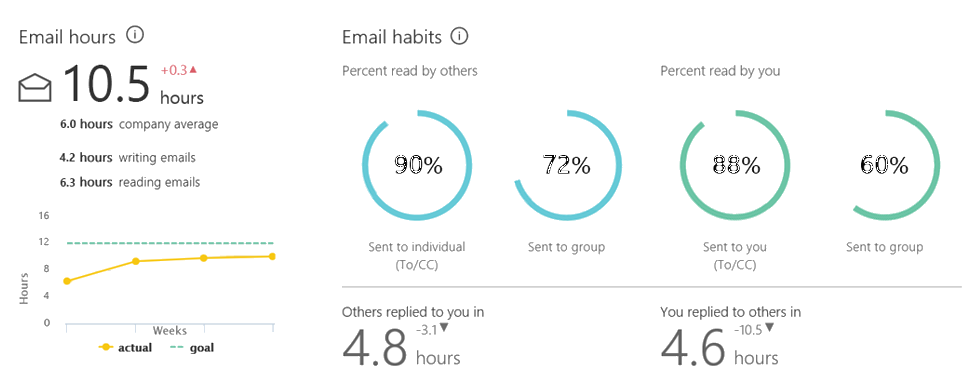 Email hours
10.5 +0.3▲
hours
6.0 hours company average
4.2 hours writing emails
6.3 hours reading emails
16
12
8
4
0
Hours
Weeks
actual goal
Email habits
Percent read by others
90%
Sent to individual
(To/CC)
72%
Sent to group
Percent read by you
88%
Sent to you
(To/CC)
60%
Sent to group
Others replied to you in
4.8 -3.1▼
hours
You replied to others in
4.6 -10.5▼
hours